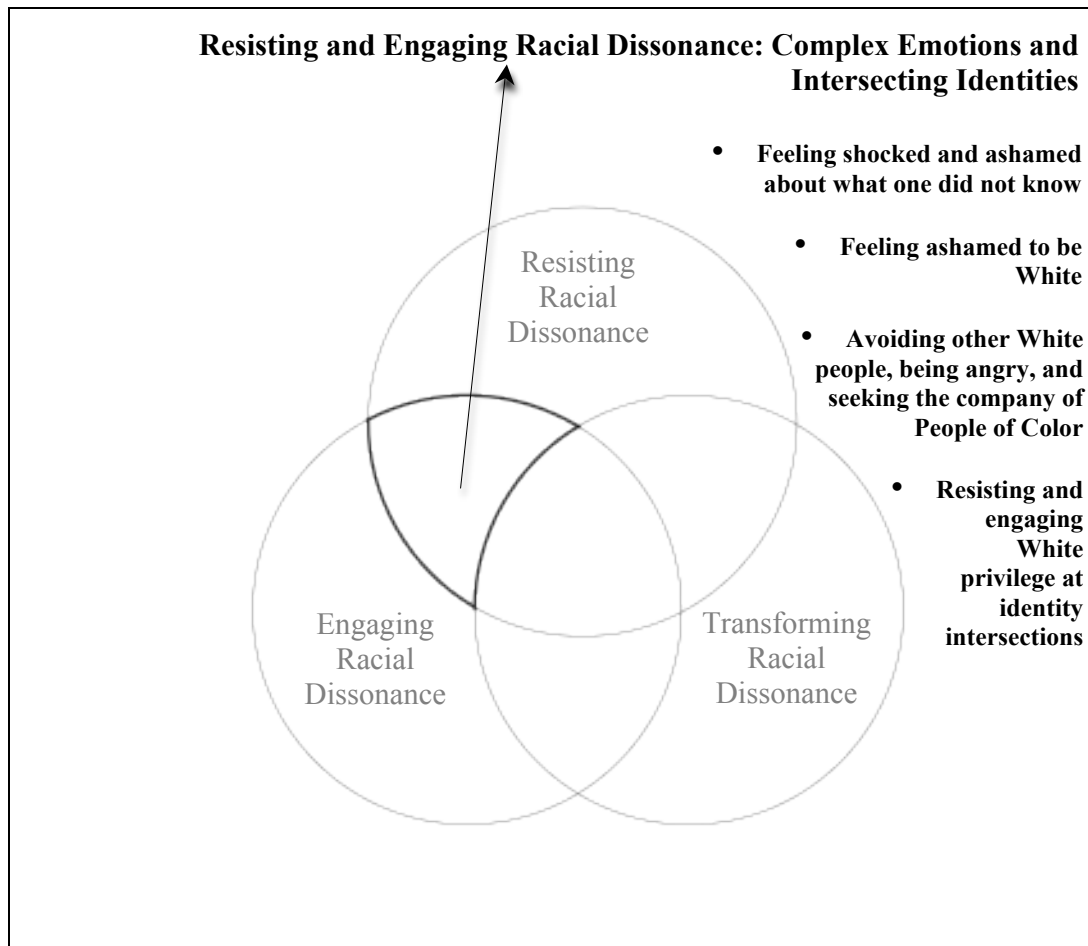 Resisting and Engaging Racial Dissonance: Complex Emotions and
Intersecting Identities
• Feeling shocked and ashamed
about what one did not know
• Feeling ashamed to be
White
• Avoiding other White
people, being angry, and
seeking the company of
People of Color
• Resisting and
engaging
White
privilege at
identity
intersections
Resisting
Racial
Dissonance
Engaging
Racial
Dissonance
Transforming
Racial
Dissonance